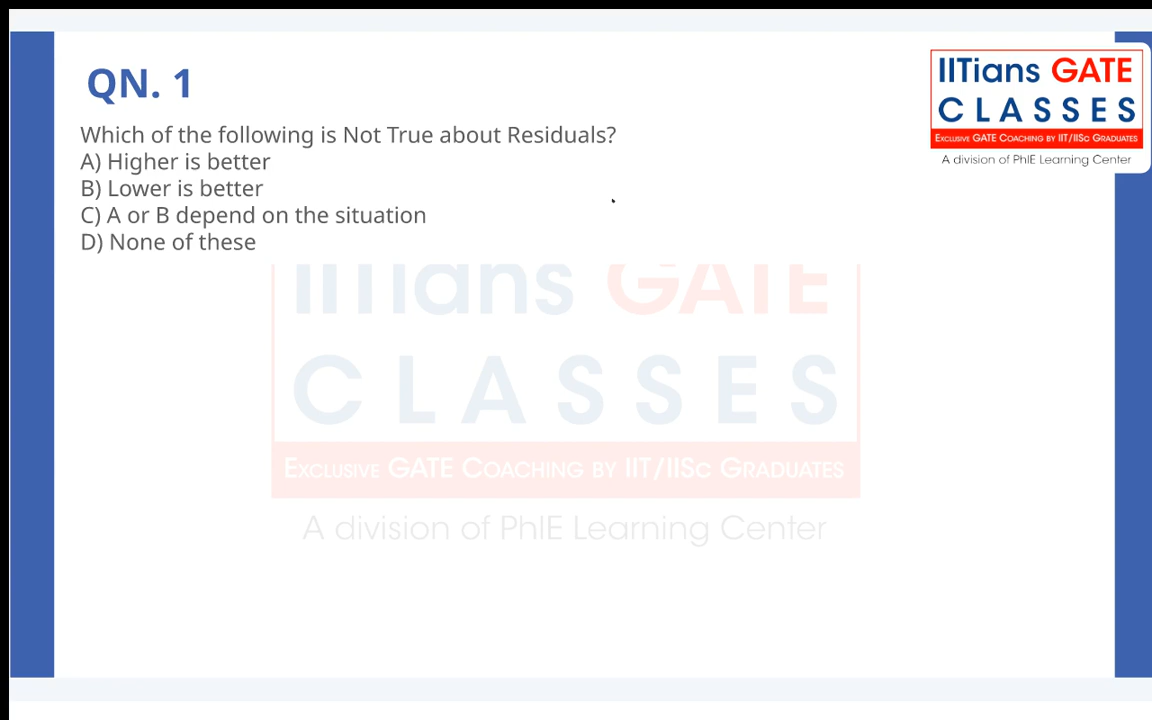 QN. 1
Which of the following is Not True about Residuals?
A) Higher is better
B) Lower is better
C) A or B depend on the situation
D) None of these
IITians GATE
CLASSES
EXCLUSIVE GATE COACHING BY IIT/IISC GRADUATES
A division of PhIE Learning Center
IITians GATE
CLASSES
EXCLUSIVE GATE COACHING BY IIT/IISC GRADUATES
A division of PhIE Learning Center